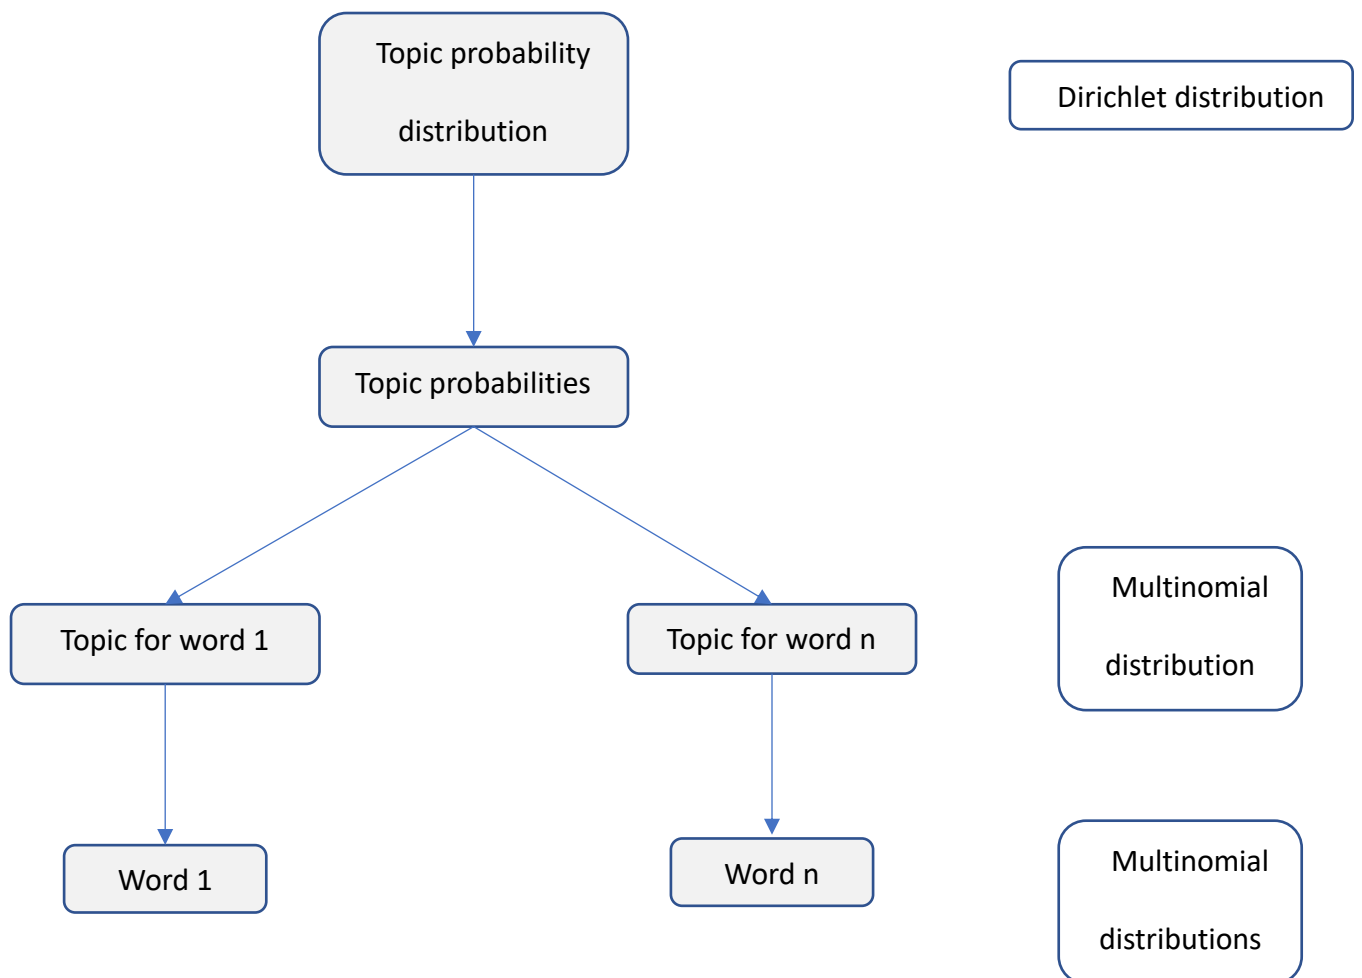 Topic probability
distribution
Dirichlet distribution
Topic probabilities
Topic for word 1
Topic for word n
Multinomial
distribution
Word 1
Word n
Multinomial
distributions